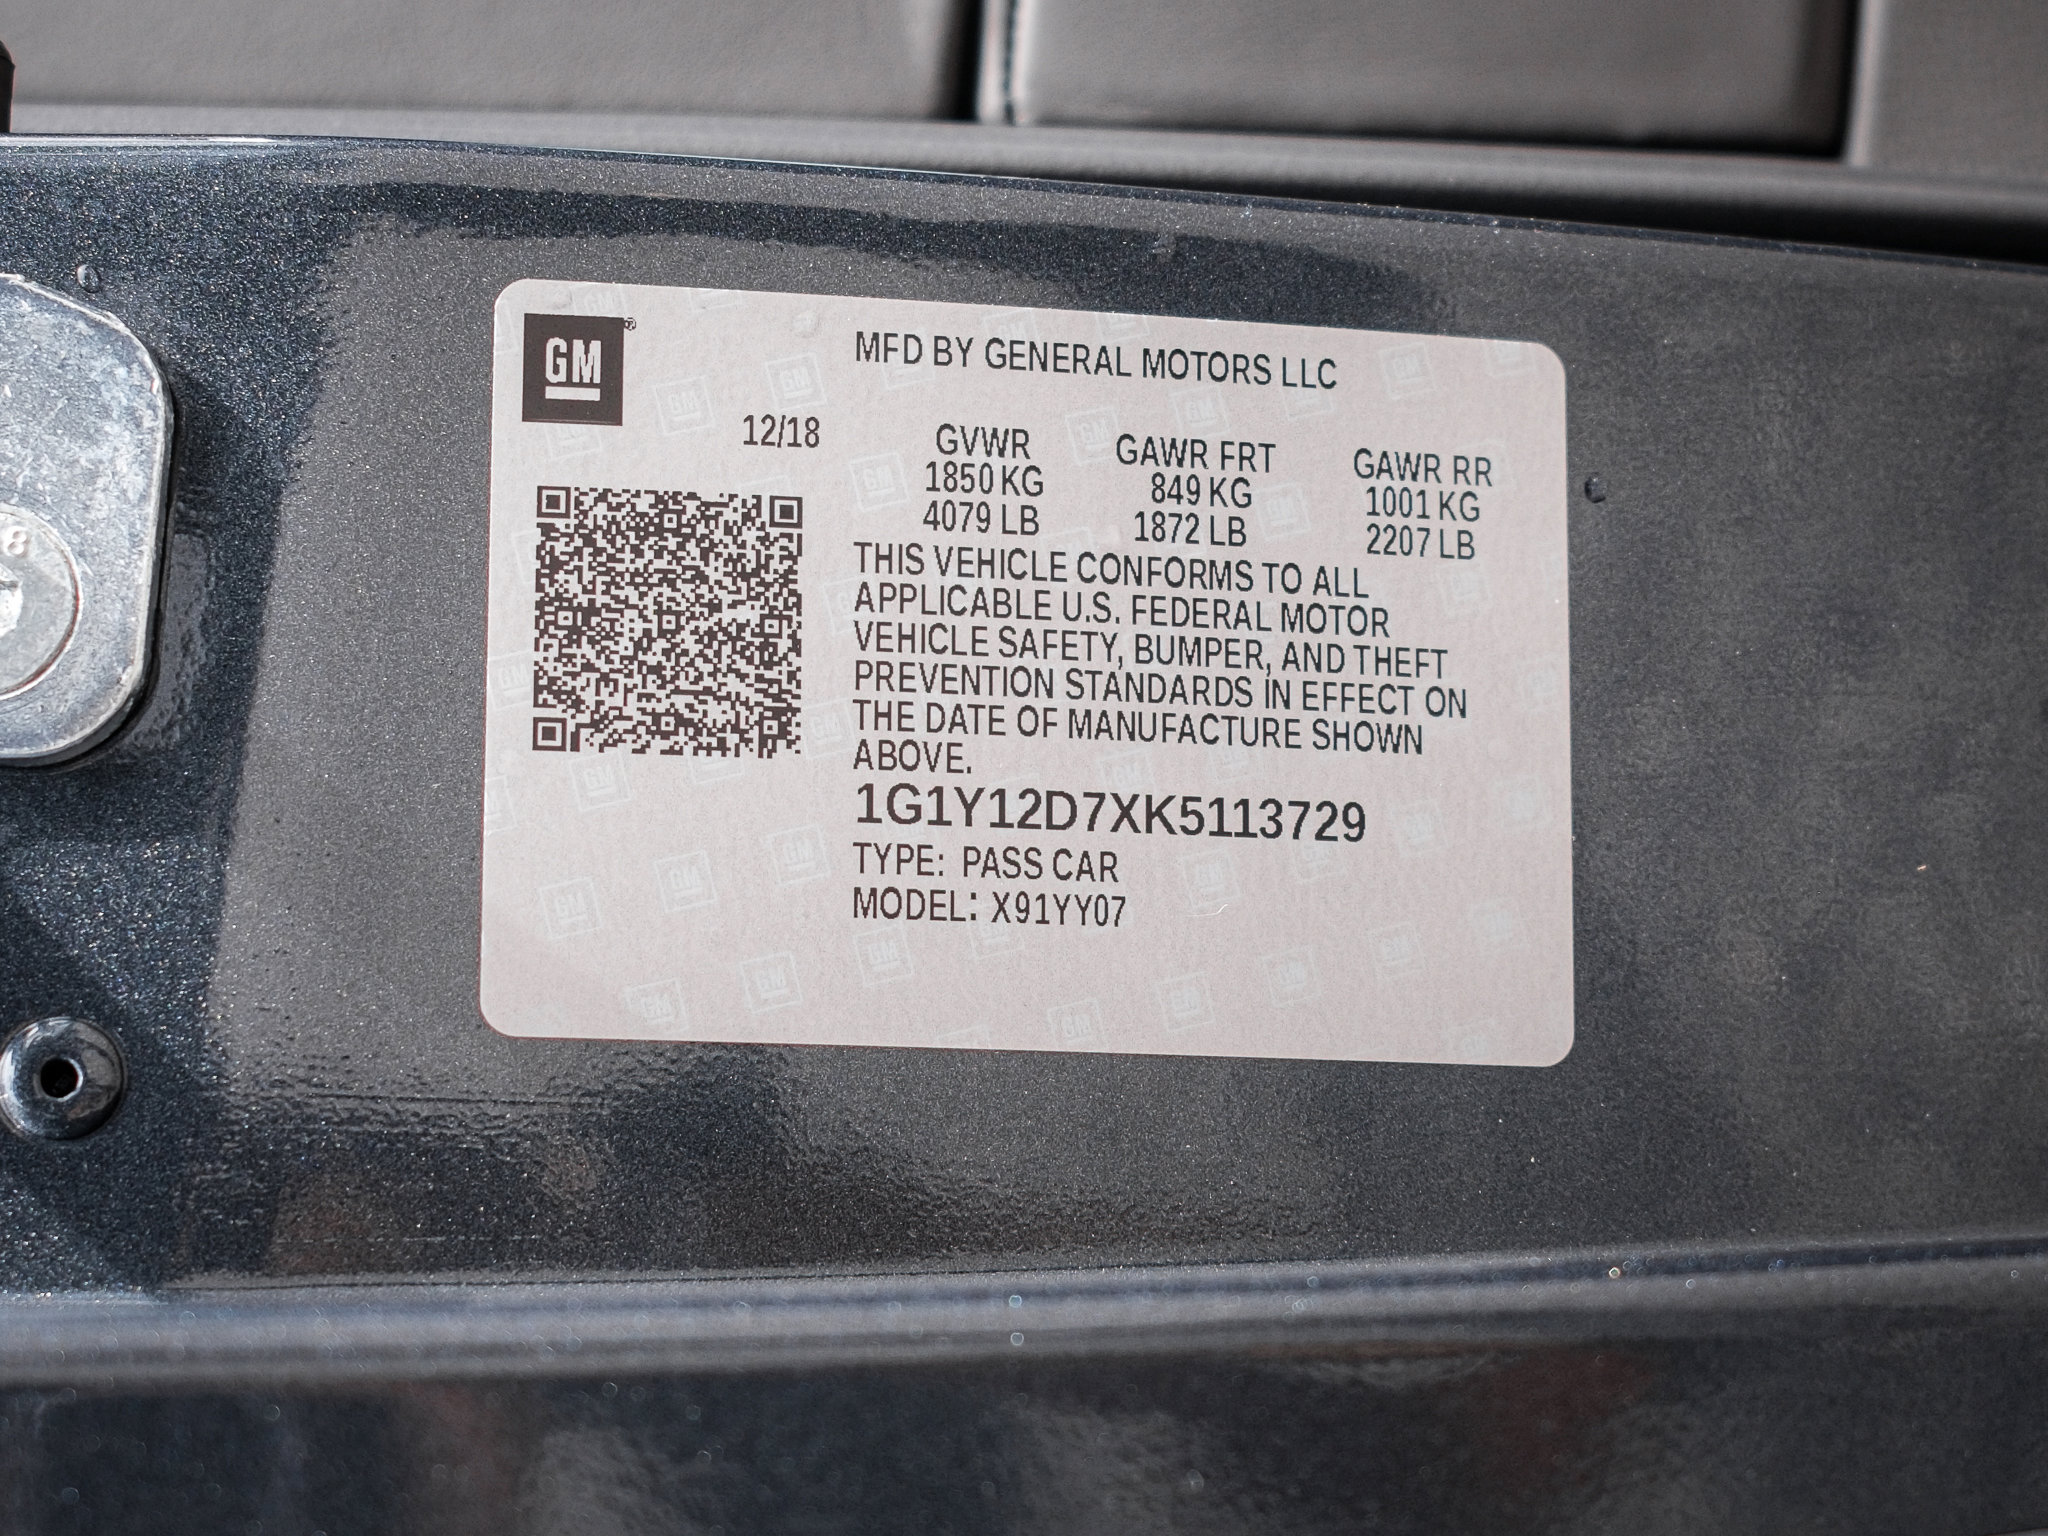 GM®
MFD BY GENERAL MOTORS LLC
12/18
GVWR GAWR FRT GAWR RR
1850 KG 849 KG 1001 KG
4079 LB 1872 LB 2207 LB
THIS VEHICLE CONFORMS TO ALL
APPLICABLE U.S. FEDERAL MOTOR
VEHICLE SAFETY, BUMPER, AND THEFT
PREVENTION STANDARDS IN EFFECT ON
THE DATE OF MANUFACTURE SHOWN
ABOVE.
1G1Y12D7XK5113729
TYPE: PASS CAR
MODEL: X91YY07
8